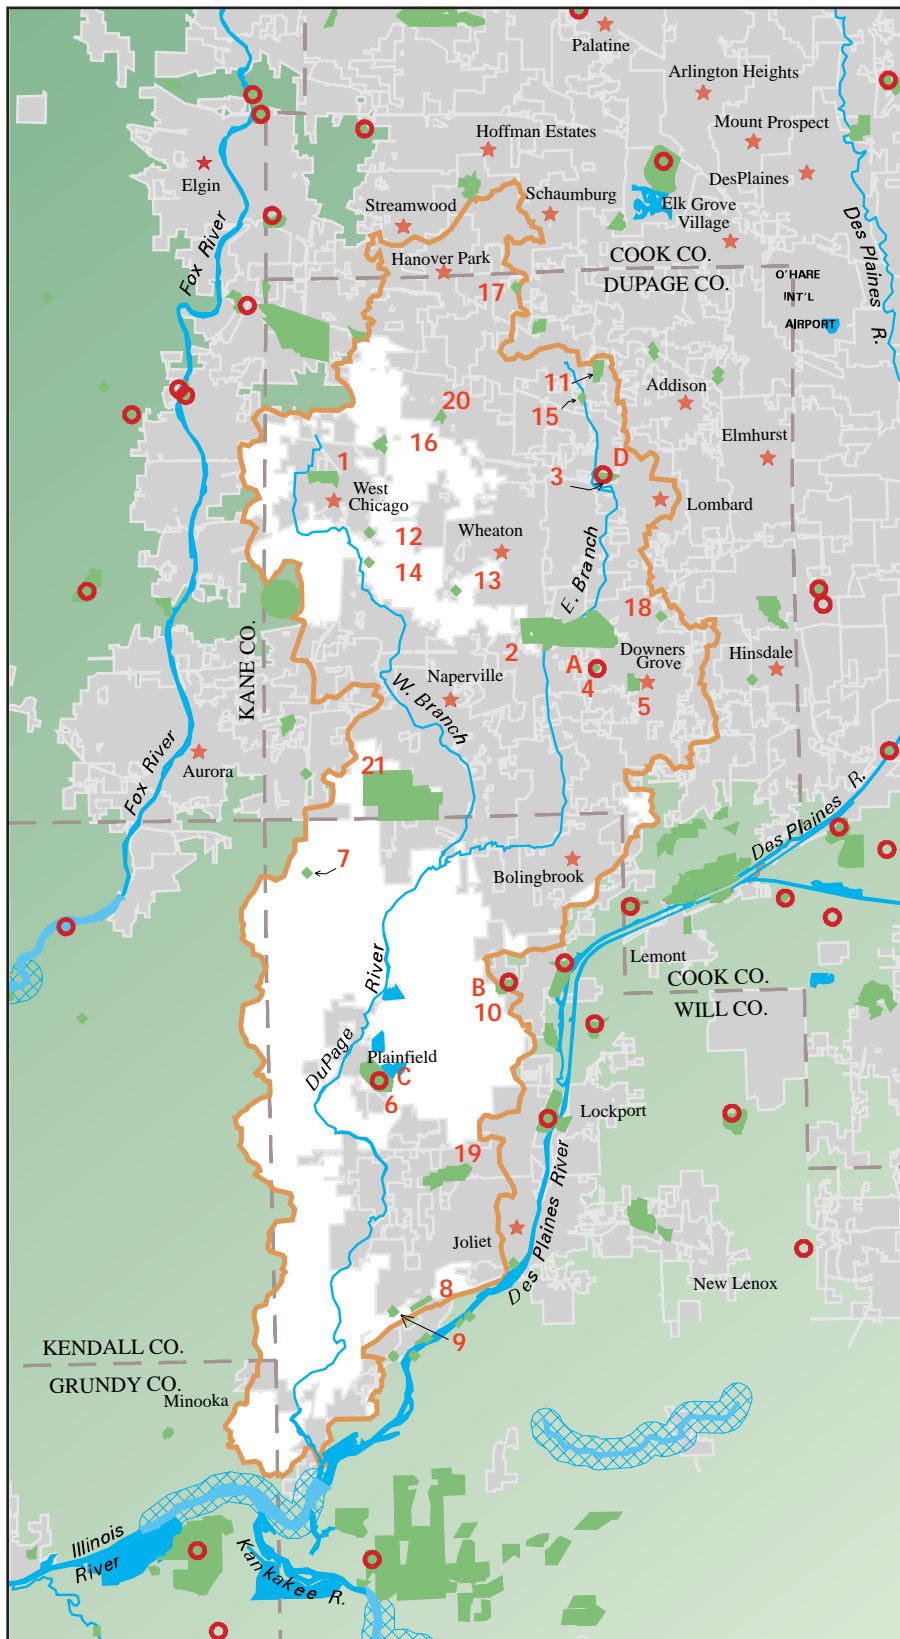 Palatine
Arlington Heights
Mount Prospect
Hoffman Estates
DesPlaines
Elgin
Schaumburg
Elk Grove
Village
Streamwood
Fox River
Des Plaines R.
COOK CO.
DUPAGE CO.
Hanover Park
O'HARE
INT'L
AIRPORT
17
11
Addison
15
20
16
Elmhurst
1
D
3
West
Chicago
Lombard
12
Wheaton
14
13
E. Branch
18
KANE CO.
2
A
4
Downers
Grove
5
Hinsdale
Naperville
W. Branch
Fox River
Aurora
21
Des Plaines R.
7
Bolingbrook
River
Lemont
COOK CO.
WILL CO.
B
10
DuPage
Plainfield
C
6
Lockport
19
Des Plaines River
Joliet
New Lenox
8
9
KENDALL CO.
GRUNDY CO.
Minooka
Illinois
River
Kankakee R.